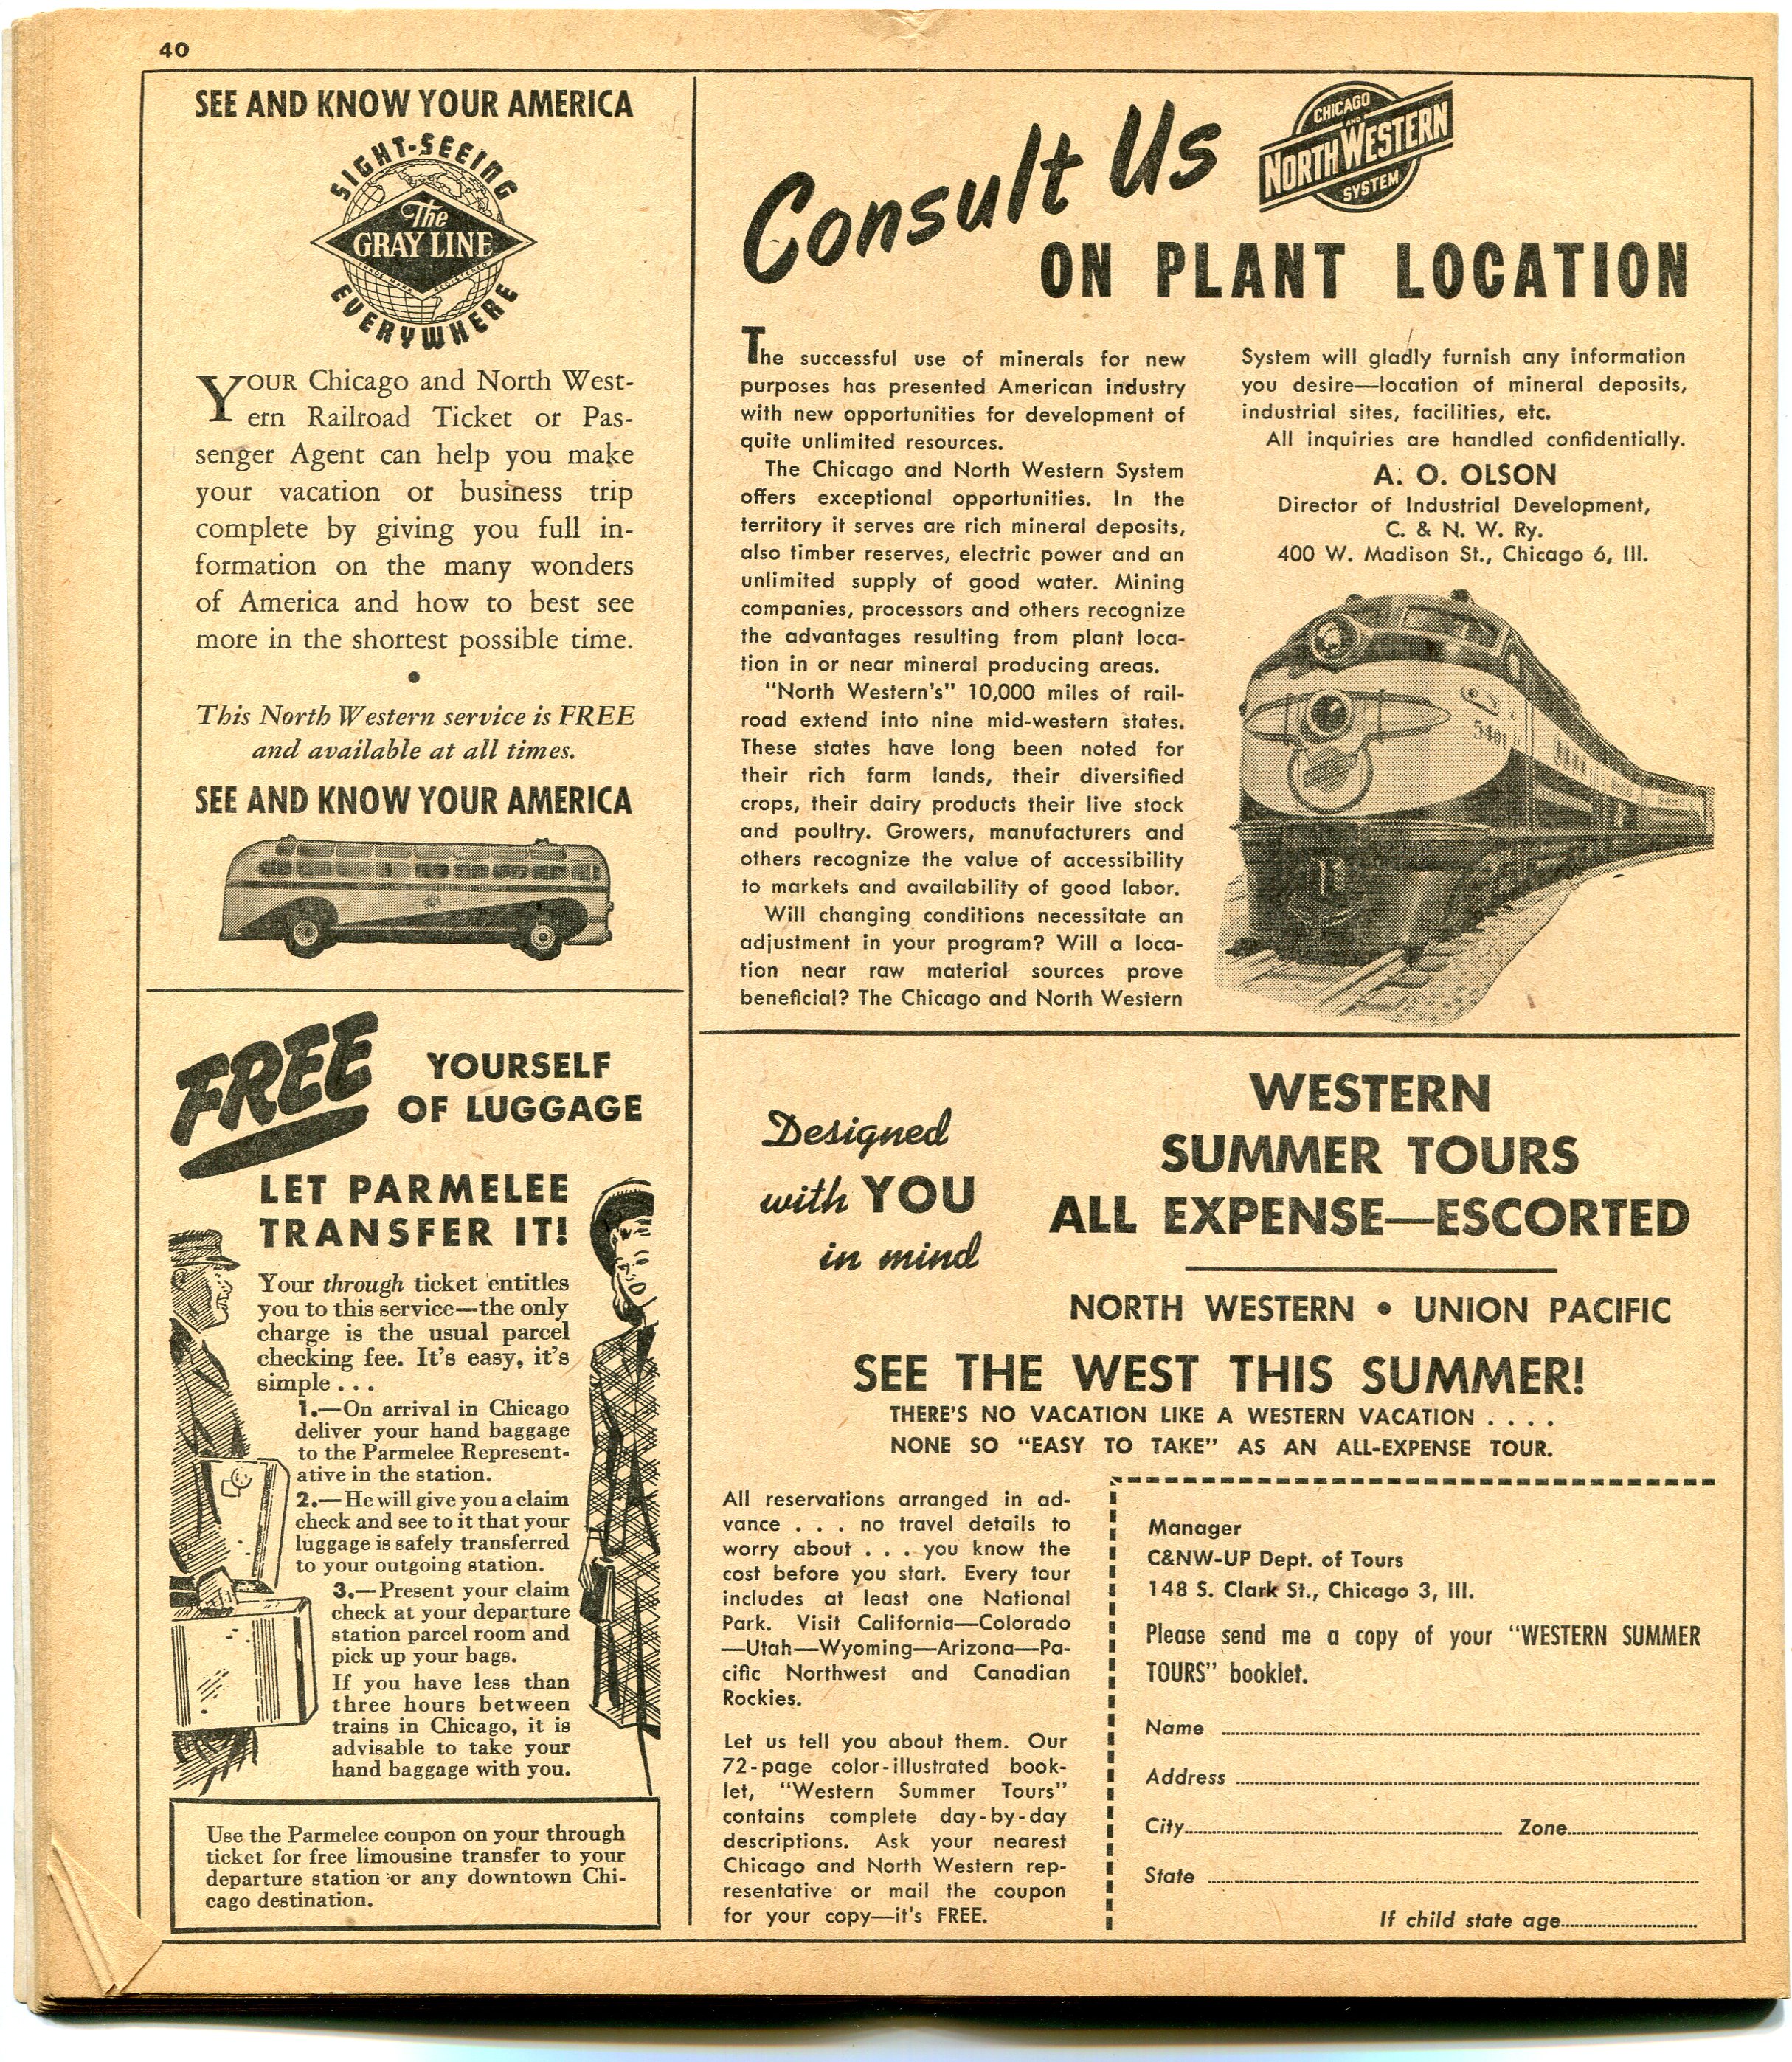 40
SEE AND KNOW YOUR AMERICA
SIGHT-SEEING
The
GRAY LINE
TRADE MARK REGISTERED
EVERYWHERE
YOUR Chicago and North West-
ern Railroad Ticket or Pas-
senger Agent can help you make
your vacation or business trip
complete by giving you full in-
formation on the many wonders
of America and how to best see
more in the shortest possible time.
•
This North Western service is FREE
and available at all times.
SEE AND KNOW YOUR AMERICA
FREE YOURSELF
OF LUGGAGE
LET PARMELEE
TRANSFER IT!
Your through ticket entitles
you to this service—the only
charge is the usual parcel
checking fee. It's easy, it's
simple . . .
1.—On arrival in Chicago
deliver your hand baggage
to the Parmelee Represent-
ative in the station.
2.—He will give you a claim
check and see to it that your
luggage is safely transferred
to your outgoing station.
3.—Present your claim
check at your departure
station parcel room and
pick up your bags.
If you have less than
three hours between
trains in Chicago, it is
advisable to take your
hand baggage with you.
Use the Parmelee coupon on your through
ticket for free limousine transfer to your
departure station or any downtown Chi-
cago destination.
Consult Us
CHICAGO
AND
NORTH WESTERN
SYSTEM
ON PLANT LOCATION
The successful use of minerals for new
purposes has presented American industry
with new opportunities for development of
quite unlimited resources.
The Chicago and North Western System
offers exceptional opportunities. In the
territory it serves are rich mineral deposits,
also timber reserves, electric power and an
unlimited supply of good water. Mining
companies, processors and others recognize
the advantages resulting from plant loca-
tion in or near mineral producing areas.
"North Western's" 10,000 miles of rail-
road extend into nine mid-western states.
These states have long been noted for
their rich farm lands, their diversified
crops, their dairy products their live stock
and poultry. Growers, manufacturers and
others recognize the value of accessibility
to markets and availability of good labor.
Will changing conditions necessitate an
adjustment in your program? Will a loca-
tion near raw material sources prove
beneficial? The Chicago and North Western
System will gladly furnish any information
you desire—location of mineral deposits,
industrial sites, facilities, etc.
All inquiries are handled confidentially.
A. O. OLSON
Director of Industrial Development,
C. & N. W. Ry.
400 W. Madison St., Chicago 6, Ill.
5401
Designed
with YOU
in mind
WESTERN
SUMMER TOURS
ALL EXPENSE—ESCORTED
NORTH WESTERN • UNION PACIFIC
SEE THE WEST THIS SUMMER!
THERE'S NO VACATION LIKE A WESTERN VACATION . . . .
NONE SO "EASY TO TAKE" AS AN ALL-EXPENSE TOUR.
All reservations arranged in ad-
vance . . . no travel details to
worry about . . . you know the
cost before you start. Every tour
includes at least one National
Park. Visit California—Colorado
—Utah—Wyoming—Arizona—Pa-
cific Northwest and Canadian
Rockies.
Let us tell you about them. Our
72-page color-illustrated book-
let, "Western Summer Tours"
contains complete day-by-day
descriptions. Ask your nearest
Chicago and North Western rep-
resentative or mail the coupon
for your copy—it's FREE.
Manager
C&NW-UP Dept. of Tours
148 S. Clark St., Chicago 3, Ill.
Please send me a copy of your "WESTERN SUMMER
TOURS" booklet.
Name
Address
City Zone
State
If child state age